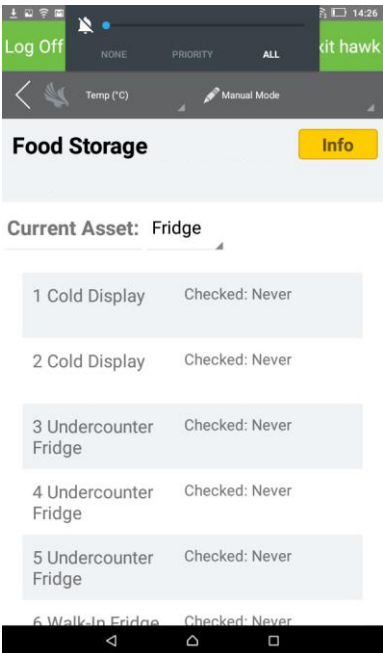 14:26
Log Off
NONE PRIORITY ALL
xit hawk
Temp (°C) Manual Mode
Food Storage
Info
Current Asset: Fridge
1 Cold Display Checked: Never
2 Cold Display Checked: Never
3 Undercounter Checked: Never
Fridge
4 Undercounter Checked: Never
Fridge
5 Undercounter Checked: Never
Fridge
6 Walk-In Fridge Checked: Never